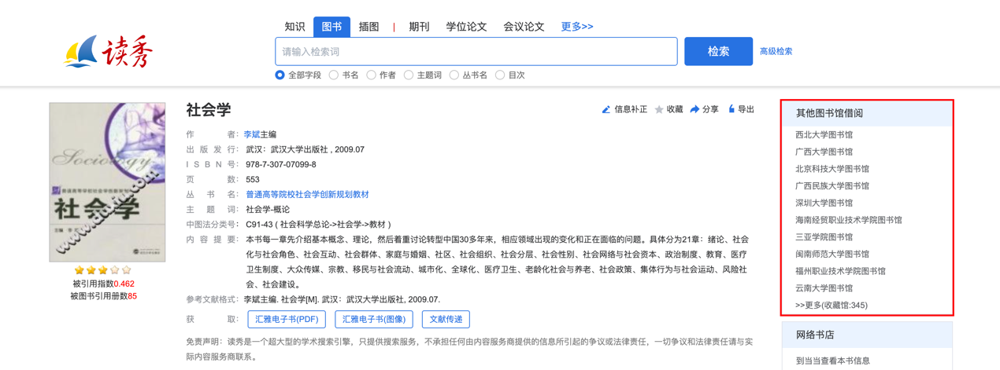 知识 图书 插图 | 期刊 学位论文 会议论文 更多>>
读秀
请输入检索词 检索 高级检索
全部字段 书名 作者 主题词 丛书名 目次
社会学
信息补正 收藏 分享 导出
作者: 李斌主编
出版发行: 武汉：武汉大学出版社 , 2009.07
ISBN号: 978-7-307-07099-8
页数: 553
丛书名: 普通高等院校社会学创新规划教材
主题词: 社会学-概论
中图法分类号: C91-43 ( 社会科学总论->社会学->教材 )
内容提要: 本书每一章先介绍基本概念、理论，然后着重讨论转型中国30多年来，相应领域出现的变化和正在面临的问题。具体分为21章：绪论、社会
化与社会角色、社会互动、社会群体、家庭与婚姻、社区、社会组织、社会分层、社会性别、社会网络与社会资本、政治制度、教育、医疗
卫生制度、大众传媒、宗教、移民与社会流动、城市化、全球化、医疗卫生、老龄化社会与养老、社会政策、集体行为与社会运动、风险社
会、社会建设。
参考文献格式: 李斌主编. 社会学[M]. 武汉：武汉大学出版社, 2009.07.
获取: 汇雅电子书(PDF) 汇雅电子书(图像) 文献传递
免责声明：读秀是一个超大型的学术搜索引擎，只提供搜索服务，不承担任何由内容服务商提供的信息所引起的争议或法律责任，一切争议和法律责任请与实
际内容服务商联系。
Sociology
社会学
www.duxiu.com
被引用指数0.462
被图书引用册数85
其他图书馆借阅
西北大学图书馆
广西大学图书馆
北京科技大学图书馆
广西民族大学图书馆
深圳大学图书馆
海南经贸职业技术学院图书馆
三亚学院图书馆
闽南师范大学图书馆
福州职业技术学院图书馆
云南大学图书馆
>>更多(收藏馆:345)
网络书店
到当当查看本书信息